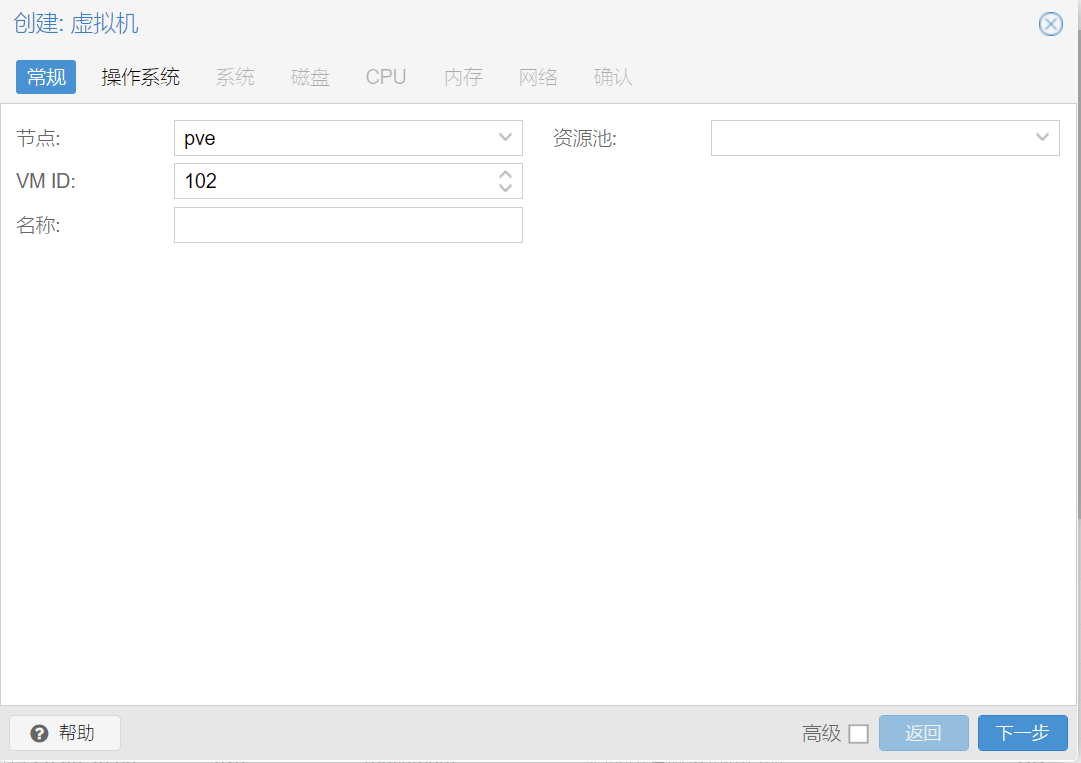 创建: 虚拟机
常规 操作系统 系统 磁盘 CPU 内存 网络 确认
节点: pve 资源池:
VM ID: 102
名称:
帮助 高级 返回 下一步